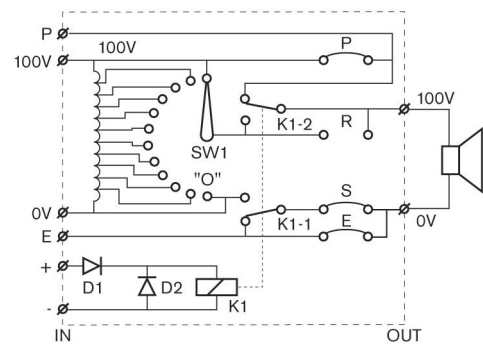 P
100V
100V
P
100V
K1-2
R
SW1
"O"
0V
S
K1-1
E
0V
E
+
D1
D2
K1
-
IN
OUT